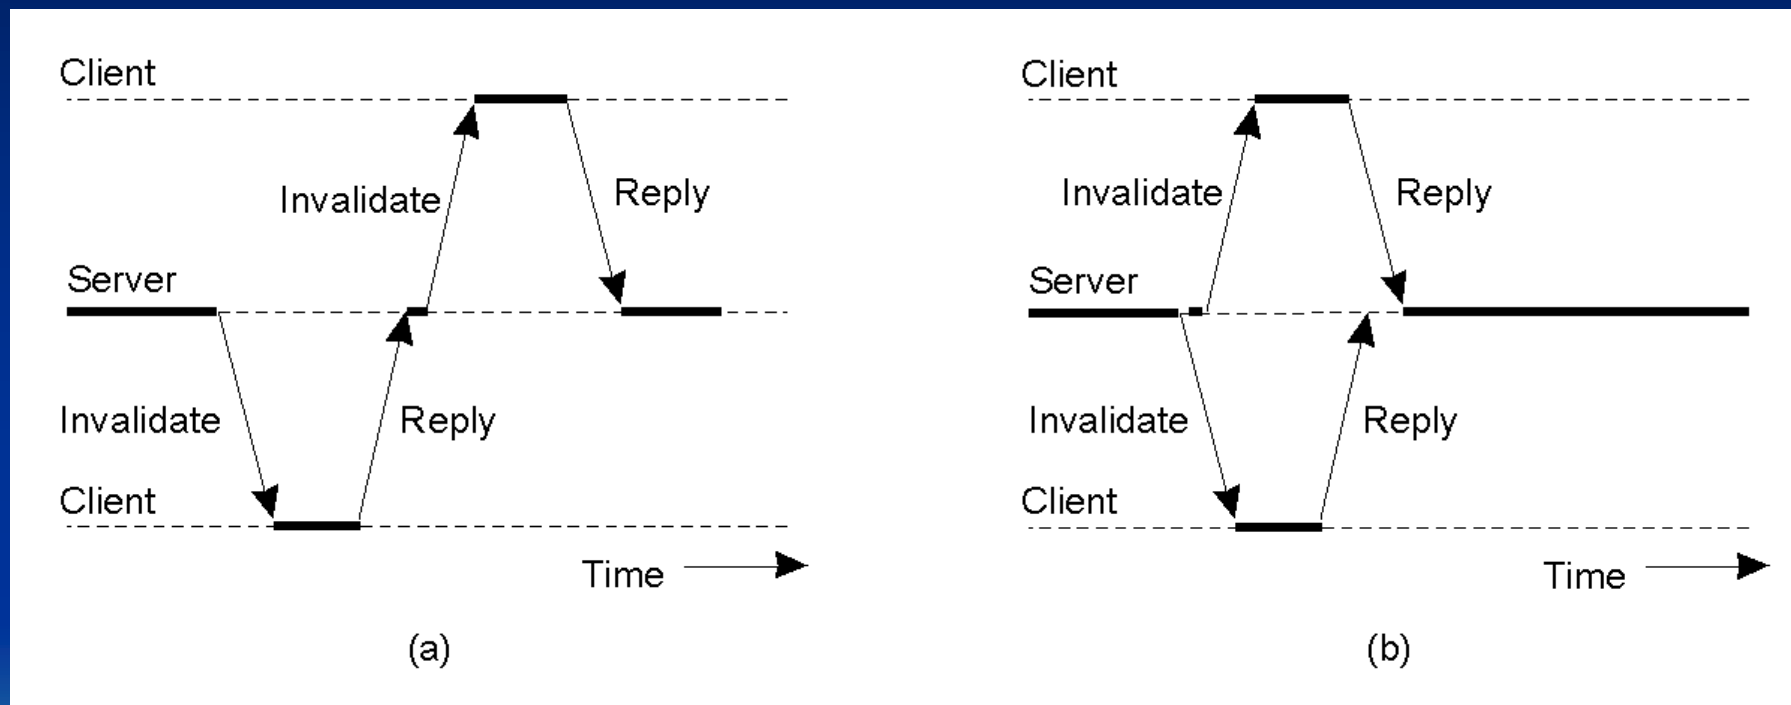 Client
Invalidate
Reply
Server
Invalidate
Reply
Client
Time
(a)
Client
Invalidate
Reply
Server
Invalidate
Reply
Client
Time
(b)